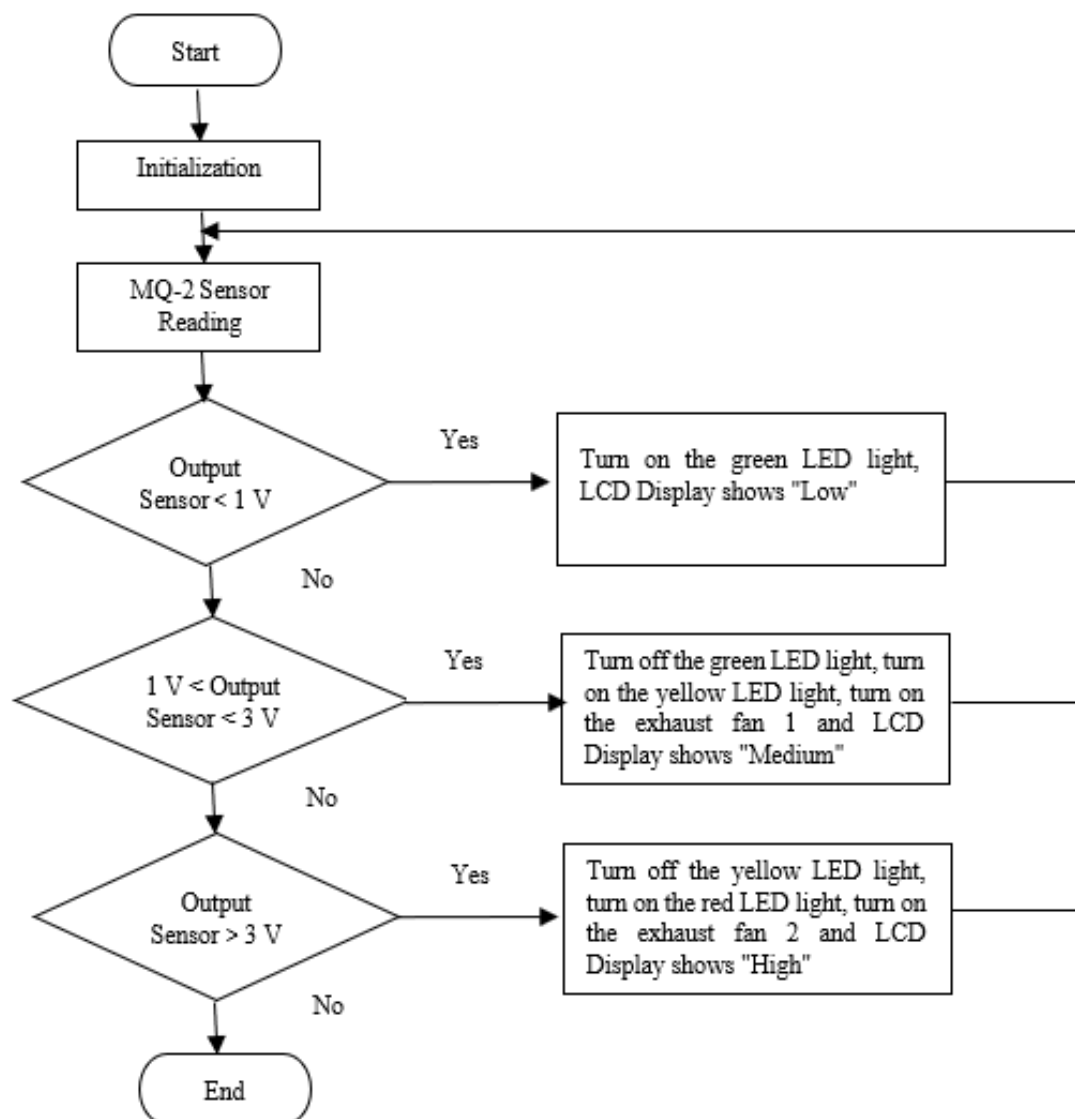 Start
Initialization
MQ-2 Sensor
Reading
Output
Sensor < 1 V
Yes
Turn on the green LED light,
LCD Display shows "Low"
No
1 V < Output
Sensor < 3 V
Yes
Turn off the green LED light, turn
on the yellow LED light, turn on
the exhaust fan 1 and LCD
Display shows "Medium"
No
Output
Sensor > 3 V
Yes
Turn off the yellow LED light,
turn on the red LED light, turn on
the exhaust fan 2 and LCD
Display shows "High"
No
End